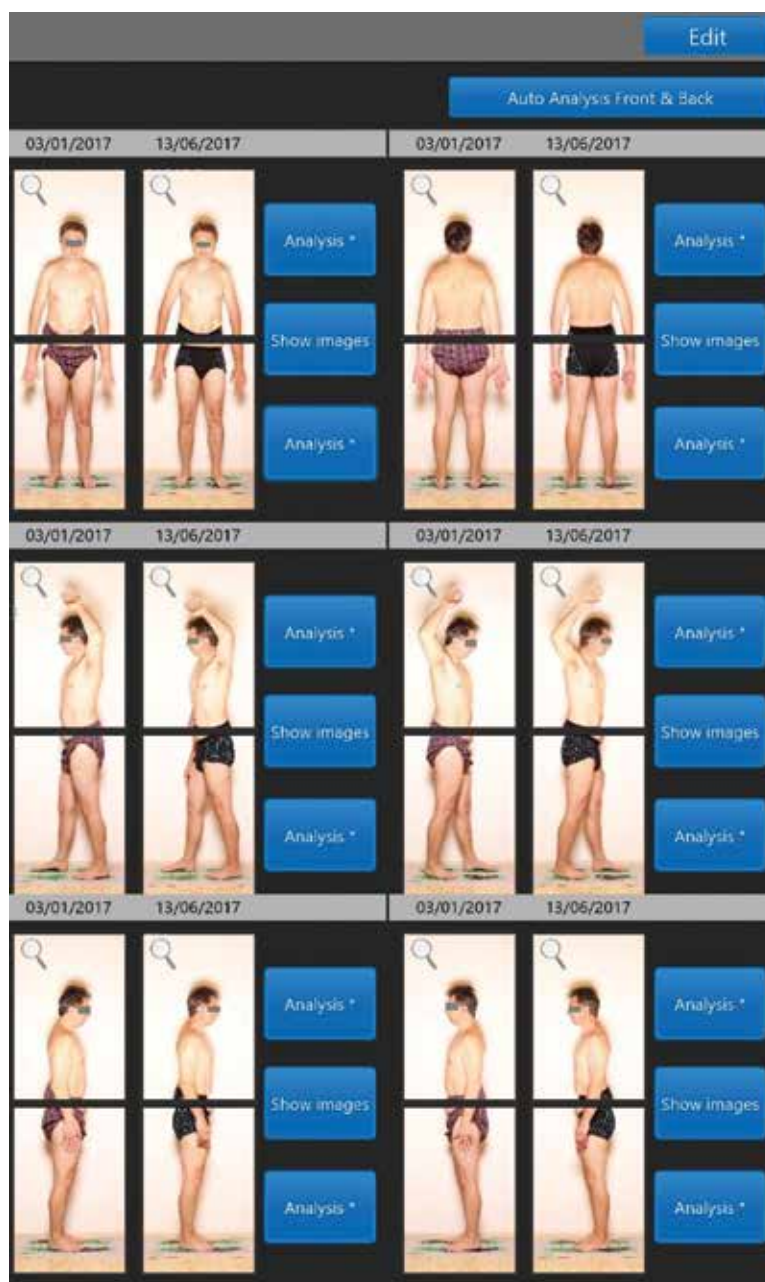 Edit
Auto Analysis Front & Back
03/01/2017 13/06/2017 03/01/2017 13/06/2017
Analysis * Analysis *
Show images Show images
Analysis * Analysis *
03/01/2017 13/06/2017 03/01/2017 13/06/2017
Analysis * Analysis *
Show images Show images
Analysis * Analysis *
03/01/2017 13/06/2017 03/01/2017 13/06/2017
Analysis * Analysis *
Show images Show images
Analysis * Analysis *